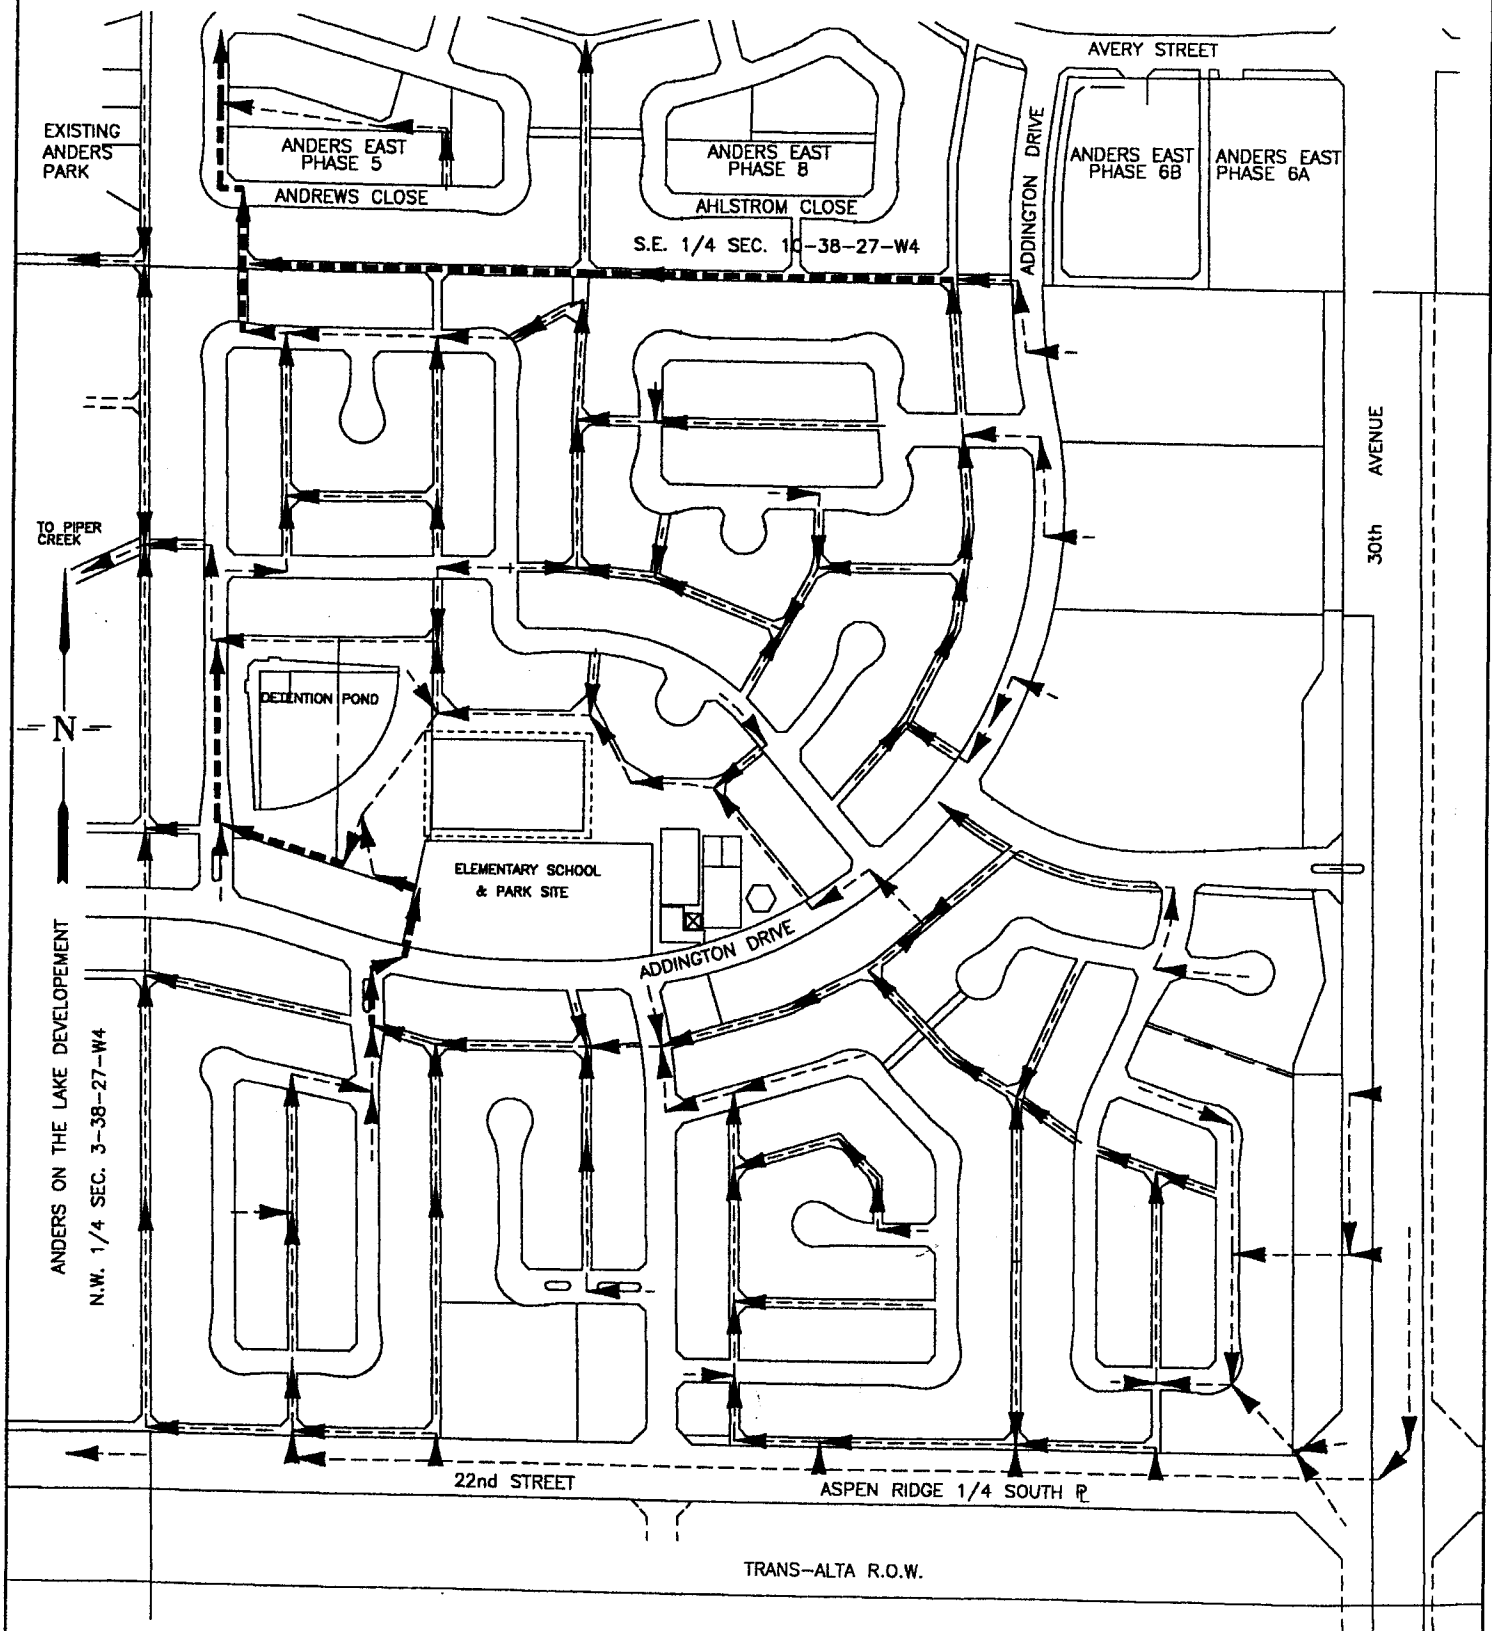 AVERY STREET
EXISTING
ANDERS
PARK
ANDERS EAST
PHASE 5
ANDREWS CLOSE
ANDERS EAST
PHASE 8
AHLSTROM CLOSE
S.E. 1/4 SEC. 10-38-27-W4
ADDINGTON DRIVE
ANDERS EAST
PHASE 6B
ANDERS EAST
PHASE 6A
30th AVENUE
TO PIPER
CREEK
N
DETENTION POND
ELEMENTARY SCHOOL
& PARK SITE
ADDINGTON DRIVE
ANDERS ON THE LAKE DEVELOPEMENT
N.W. 1/4 SEC. 3-38-27-W4
22nd STREET
ASPEN RIDGE 1/4 SOUTH PL
TRANS-ALTA R.O.W.